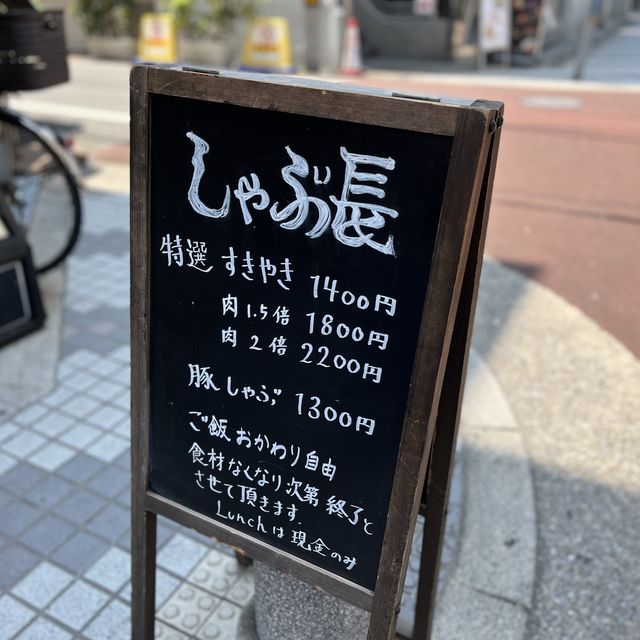 しゃぶ長
特選 すきやき 1400円
肉1.5倍 1800円
肉2倍 2200円
豚しゃぶ 1300円
ご飯おかわり自由
食材なくなり次第 終了と
させて頂きます
Lunchは現金のみ